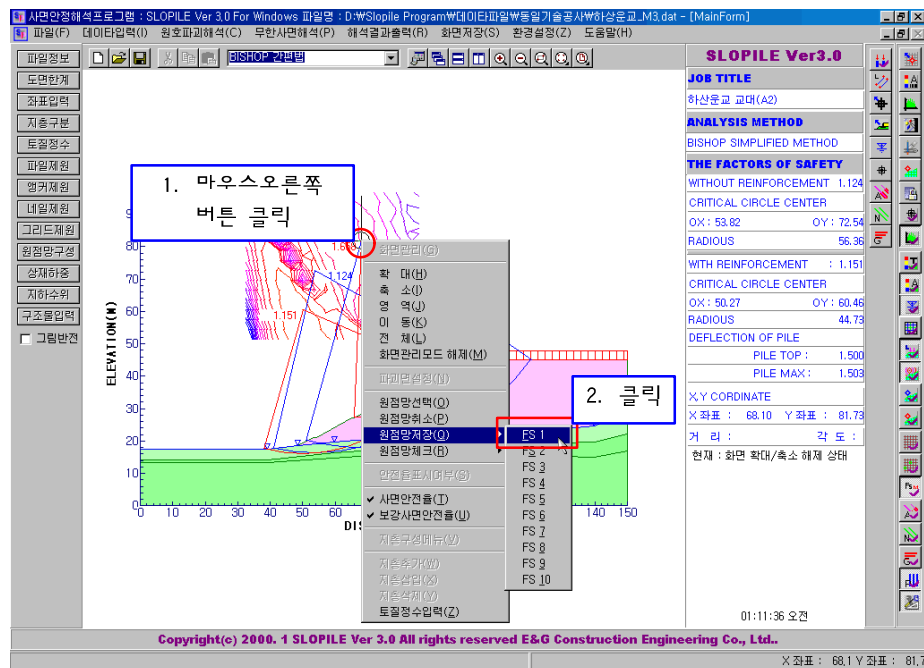 사면안정해석프로그램 : SLOPILE Ver 3.0 For Windows 파일명 : D:₩Slopile Program₩데이타파일₩동일기술공사₩하상운교_M3.dat - [MainForm]
파일(F) 데이타입력(I) 원호파괴해석(C) 무한사면해석(P) 해석결과출력(R) 화면저장(S) 환경설정(Z) 도움말(H)
BISHOP 간편법
파일정보
도면한계
좌표입력
지층구분
토질정수
파일제원
앵커제원
네일제원
그리드제원
원점망구성
상재하중
지하수위
구조물입력
그림반전
1. 마우스오른쪽
버튼 클릭
ELEVATION(M)
80
70
60
50
40
30
20
10
0
0 10 20 30 40 50 60
140 150
1.124
1.151
화면관리(G)
확 대(H)
축 소(I)
영 역(J)
이 동(K)
전 체(L)
화면관리모드 해제(M)
파괴면설정(N)
원점망선택(O)
원점망취소(P)
원점망저장(Q)
원점망체크(R)
안전율표시여부(S)
사면안전율(T)
보강사면안전율(U)
지층구성메뉴(V)
지층추가(W)
지층삽입(X)
지층삭제(Y)
토질정수입력(Z)
2. 클릭
FS 1
FS 2
FS 3
FS 4
FS 5
FS 6
FS 7
FS 8
FS 9
FS 10
SLOPILE Ver3.0
JOB TITLE
하산운교 교대(A2)
ANALYSIS METHOD
BISHOP SIMPLIFIED METHOD
THE FACTORS OF SAFETY
WITHOUT REINFORCEMENT 1.124
CRITICAL CIRCLE CENTER
OX : 53.82 OY : 72.54
RADIOUS 56.36
WITH REINFORCEMENT : 1.151
CRITICAL CIRCLE CENTER
OX : 50.27 OY : 60.46
RADIOUS 44.73
DEFLECTION OF PILE
PILE TOP : 1.500
PILE MAX : 1.503
X,Y CORDINATE
X 좌표 : 68.10 Y 좌표 : 81.73
거 리 : 각 도 :
현재 : 화면 확대/축소 해제 상태
01:11:36 오전
Copyright(c) 2000. 1 SLOPILE Ver 3.0 All rights reserved E&G Construction Engineering Co., Ltd..
X 좌표 : 68.1 Y 좌표 : 81.7